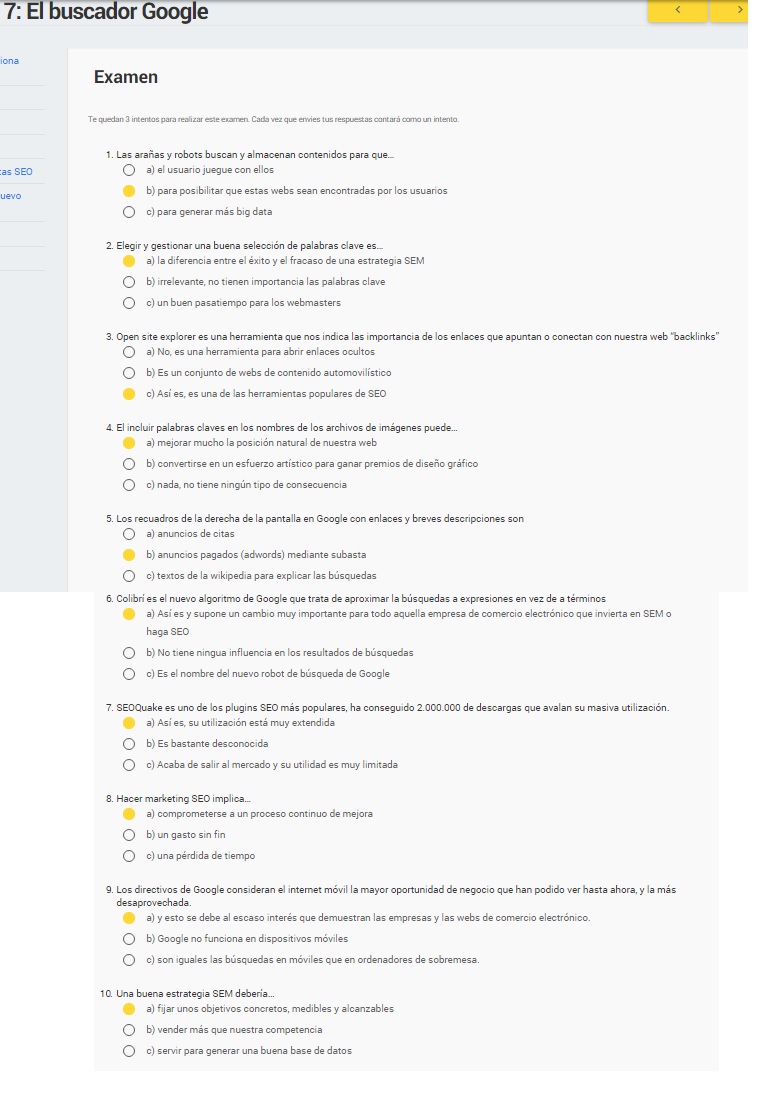 7: El buscador Google
iona
as SEO
uevo
Examen
Te quedan 3 intentos para realizar este examen. Cada vez que envies tus respuestas contará como un intento.
1. Las arañas y robots buscan y almacenan contenidos para que...
a) el usuario juegue con ellos
b) para posibilitar que estas webs sean encontradas por los usuarios
c) para generar más big data
2. Elegir y gestionar una buena selección de palabras clave es...
a) la diferencia entre el éxito y el fracaso de una estrategia SEM
b) irrelevante, no tienen importancia las palabras clave
c) un buen pasatiempo para los webmasters
3. Open site explorer es una herramienta que nos indica las importancia de los enlaces que apuntan o conectan con nuestra web "backlinks"
a) No, es una herramienta para abrir enlaces ocultos
b) Es un conjunto de webs de contenido automovilístico
c) Así es, es una de las herramientas populares de SEO
4. El incluir palabras claves en los nombres de los archivos de imágenes puede...
a) mejorar mucho la posición natural de nuestra web
b) convertirse en un esfuerzo artístico para ganar premios de diseño gráfico
c) nada, no tiene ningún tipo de consecuencia
5. Los recuadros de la derecha de la pantalla en Google con enlaces y breves descripciones son
a) anuncios de citas
b) anuncios pagados (adwords) mediante subasta
c) textos de la wikipedia para explicar las búsquedas
6. Colibrí es el nuevo algoritmo de Google que trata de aproximar la búsquedas a expresiones en vez de a términos
a) Así es y supone un cambio muy importante para todo aquella empresa de comercio electrónico que invierta en SEM o
haga SEO
b) No tiene ningua influencia en los resultados de búsquedas
c) Es el nombre del nuevo robot de búsqueda de Google
7. SEOQuake es uno de los plugins SEO más populares, ha conseguido 2.000.000 de descargas que avalan su masiva utilización.
a) Así es, su utilización está muy extendida
b) Es bastante desconocida
c) Acaba de salir al mercado y su utilidad es muy limitada
8. Hacer marketing SEO implica...
a) comprometerse a un proceso continuo de mejora
b) un gasto sin fin
c) una pérdida de tiempo
9. Los directivos de Google consideran el internet móvil la mayor oportunidad de negocio que han podido ver hasta ahora, y la más
desaprovechada.
a) y esto se debe al escaso interés que demuestran las empresas y las webs de comercio electrónico.
b) Google no funciona en dispositivos móviles
c) son iguales las búsquedas en móviles que en ordenadores de sobremesa.
10. Una buena estrategia SEM debería...
a) fijar unos objetivos concretos, medibles y alcanzables
b) vender más que nuestra competencia
c) servir para generar una buena base de datos